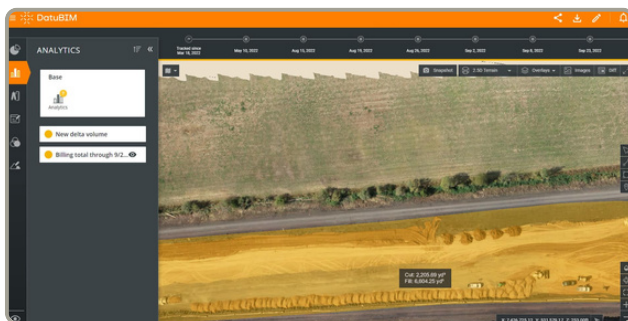 DatuBIM
ANALYTICS
Tracked since
Mar 18, 2022
May 10, 2022
Aug 15, 2022
Aug 19, 2022
Aug 26, 2022
Sep 2, 2022
Sep 9, 2022
Sep 23, 2022
Base
Analytics
New delta volume
Billing total through 9/2...
Snapshot
2.5D Terrain
Overlays
Images
Diff
Cut: 2,205.69 yd³
Fill: 8,604.25 yd³